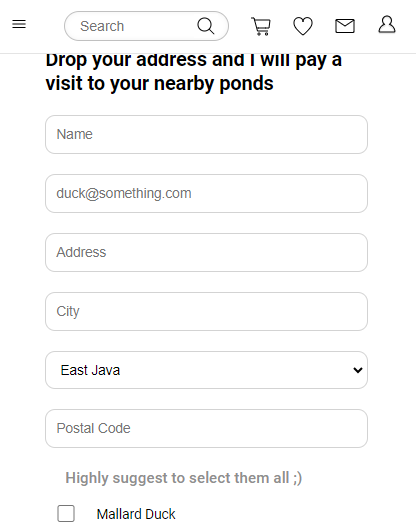 Search
Drop your address and I will pay a
visit to your nearby ponds
Name
duck@something.com
Address
City
East Java
Postal Code
Highly suggest to select them all ;)
Mallard Duck